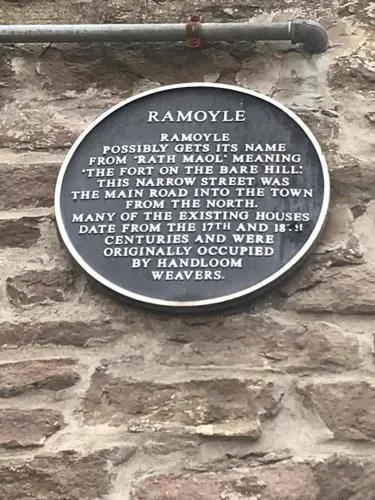 RAMOYLE
RAMOYLE
POSSIBLY GETS ITS NAME
FROM 'RATH MAOL' MEANING
'THE FORT ON THE BARE HILL.'
THIS NARROW STREET WAS
THE MAIN ROAD INTO THE TOWN
FROM THE NORTH.
MANY OF THE EXISTING HOUSES
DATE FROM THE 17TH AND 18TH
CENTURIES AND WERE
ORIGINALLY OCCUPIED
BY HANDLOOM
WEAVERS.